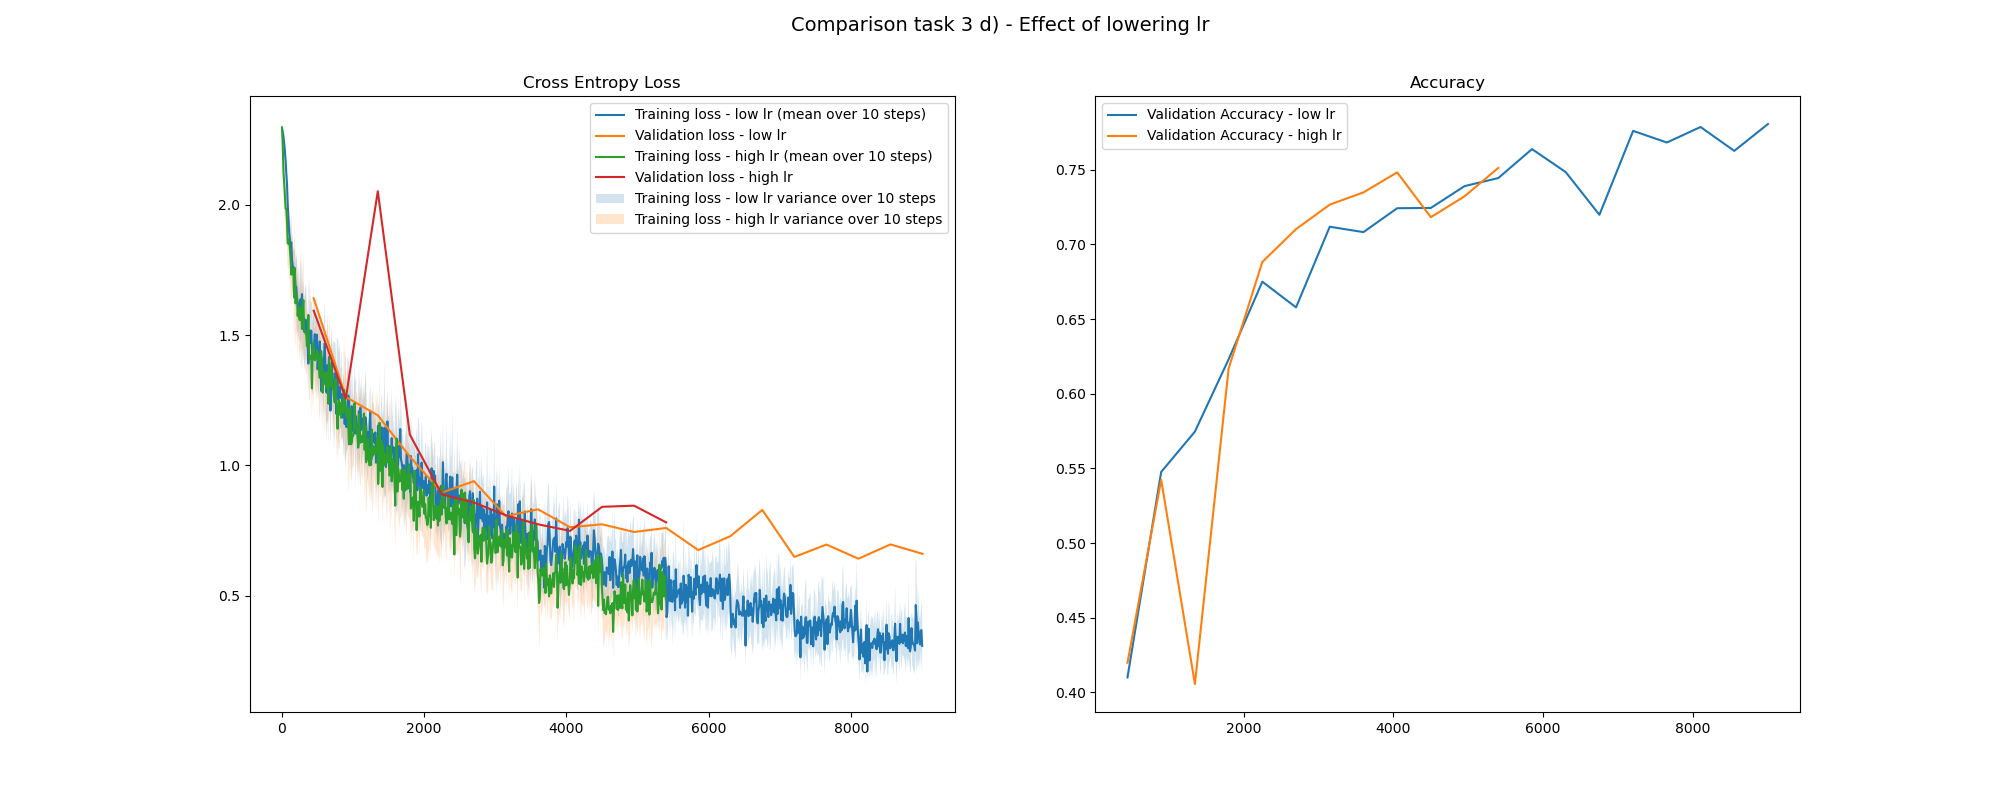 Comparison task 3 d) - Effect of lowering lr
Cross Entropy Loss
Training loss - low lr (mean over 10 steps)
Validation loss - low lr
Training loss - high lr (mean over 10 steps)
Validation loss - high lr
Training loss - low lr variance over 10 steps
Training loss - high lr variance over 10 steps
2.0
1.5
1.0
0.5
0
2000
4000
6000
8000
Accuracy
Validation Accuracy - low lr
Validation Accuracy - high lr
0.75
0.70
0.65
0.60
0.55
0.50
0.45
0.40
2000
4000
6000
8000